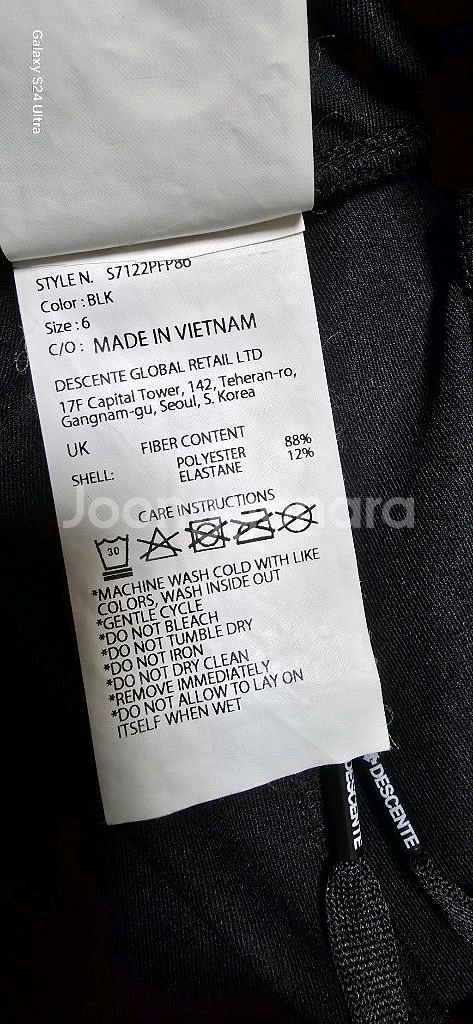 Galaxy S24 Ultra
STYLE N. S7122PFP86
Color : BLK
Size : 6
C/O : MADE IN VIETNAM
DESCENTE GLOBAL RETAIL LTD
17F Capital Tower, 142, Teheran-ro,
Gangnam-gu, Seoul, S. Korea
UK FIBER CONTENT
SHELL: POLYESTER 88%
ELASTANE 12%
CARE INSTRUCTIONS
30
*MACHINE WASH COLD WITH LIKE
COLORS, WASH INSIDE OUT
*GENTLE CYCLE
*DO NOT BLEACH
*DO NOT TUMBLE DRY
*DO NOT IRON
*DO NOT DRY CLEAN
*REMOVE IMMEDIATELY
*DO NOT ALLOW TO LAY ON
ITSELF WHEN WET
DESCENTE
DESCENTE